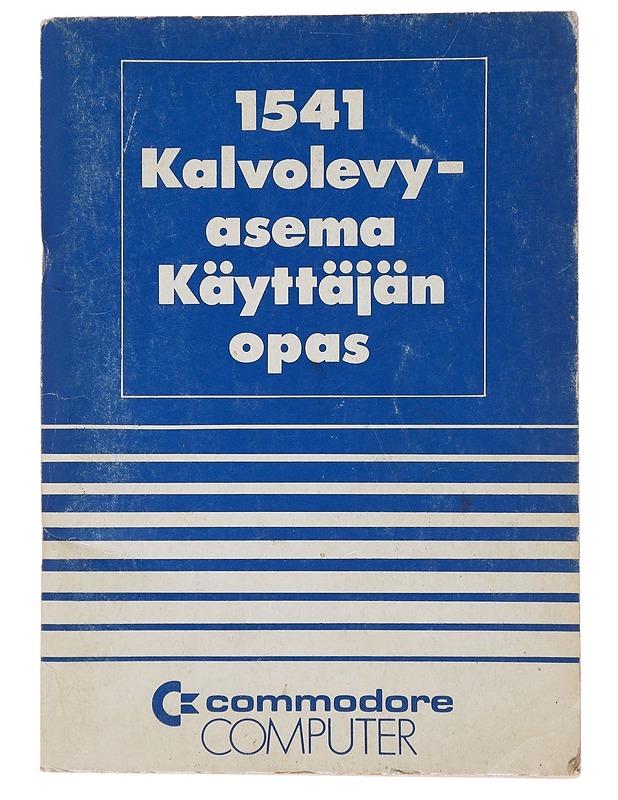 1541
Kalvolevy-
asema
Käyttäjän
opas
commodore
COMPUTER